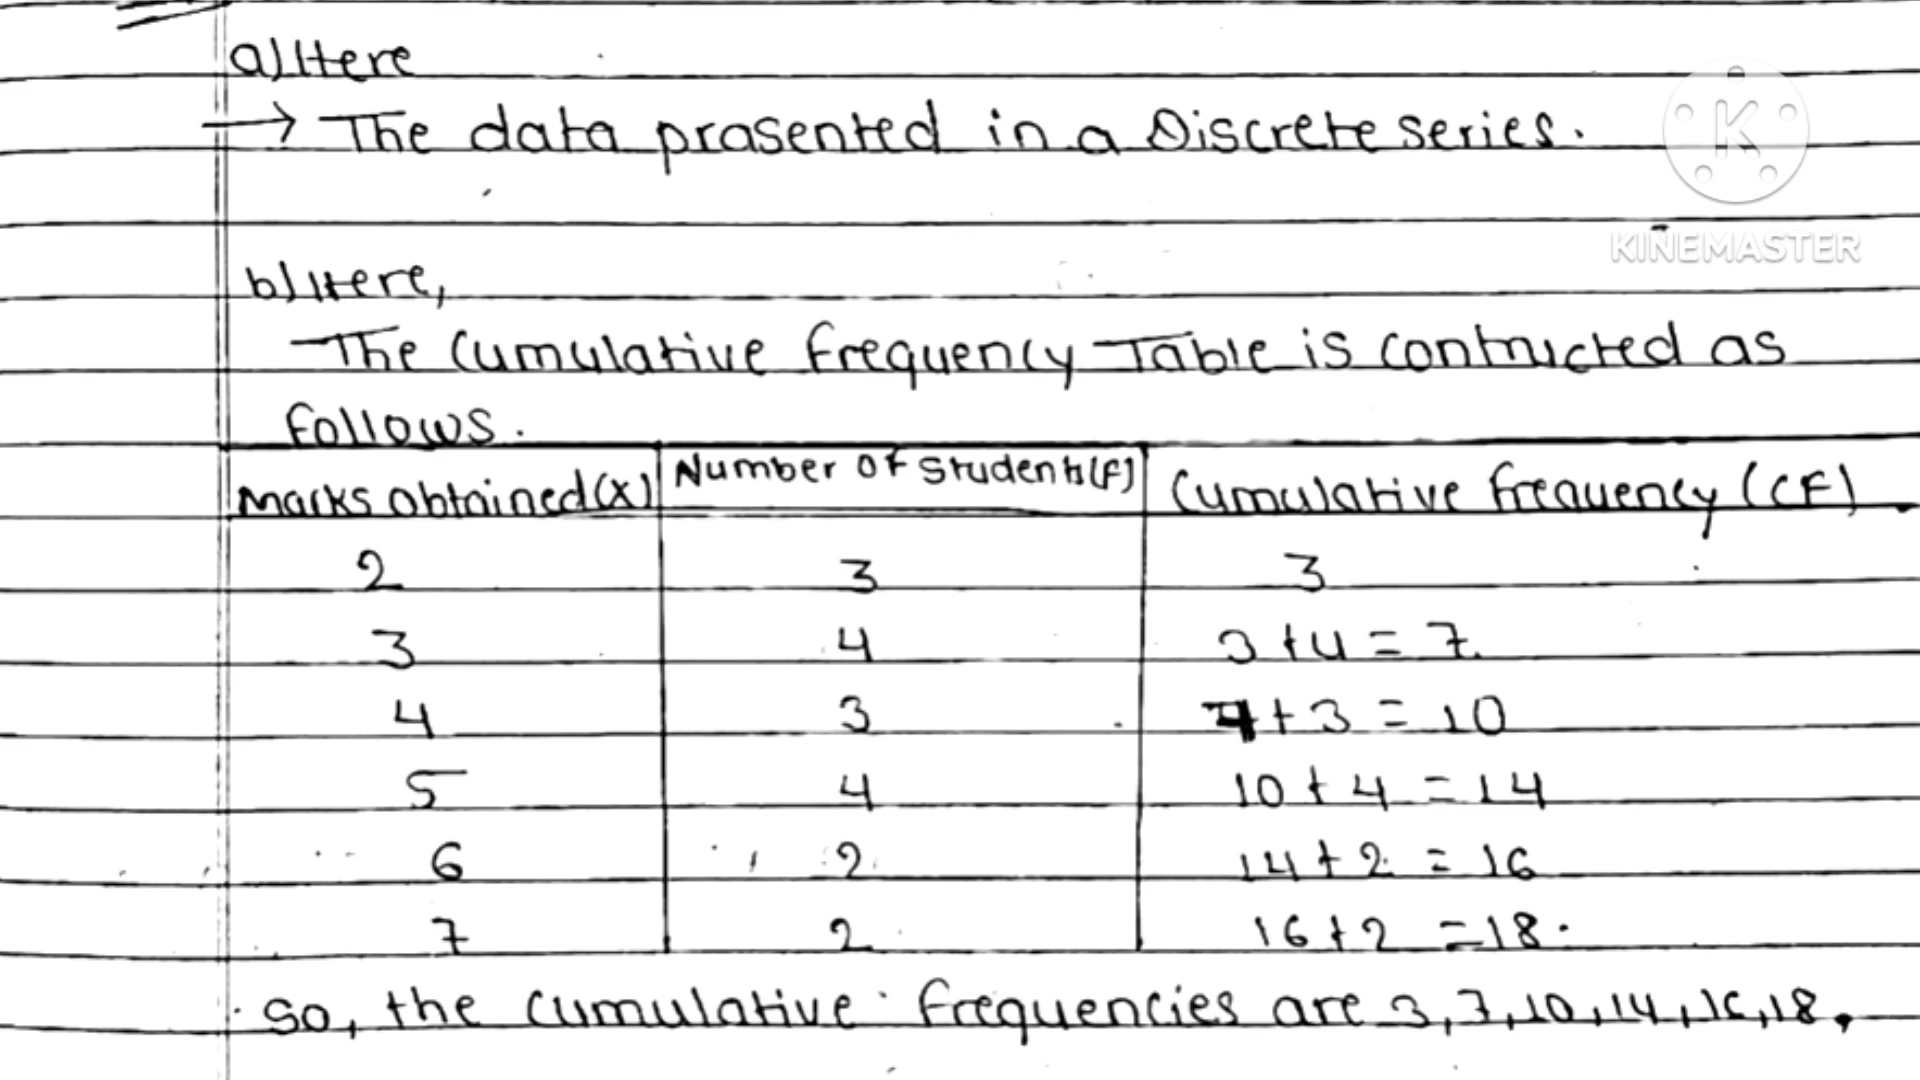 a) Here
→ The data prasented in a Discrete series.
b) Here,
The Cumulative frequency Table is contructed as
follows.
Marks obtained (x) Number of Students (F) Cumulative frequency (CF)
2 3 3
3 4 3+4 = 7
4 3 7+3 = 10
5 4 10+4 = 14
6 2 14+2 = 16
7 2 16+2 = 18.
So, the cumulative frequencies are 3,7,10,14,16,18.
K
KINEMASTER